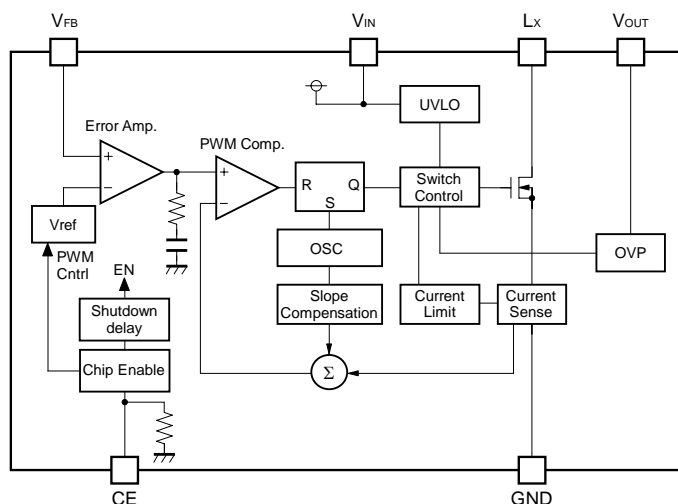 VFB
VIN
LX
VOUT
UVLO
Error Amp.
PWM Comp.
+
-
+
-
R
Q
S
Switch
Control
Vref
PWM
Cntrl
OSC
OVP
EN
Shutdown
delay
Slope
Compensation
Current
Limit
Current
Sense
Chip Enable
Σ
CE
GND